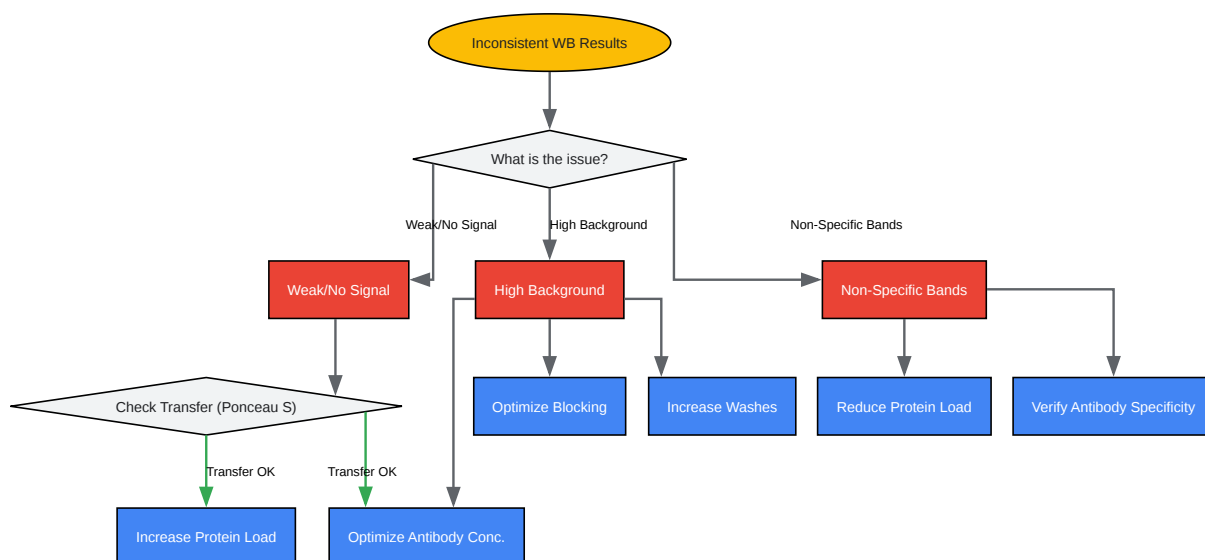 Inconsistent WB Results
What is the issue?
Weak/No Signal
High Background
Non-Specific Bands
Weak/No Signal
High Background
Non-Specific Bands
Check Transfer (Ponceau S)
Optimize Blocking
Increase Washes
Reduce Protein Load
Verify Antibody Specificity
Transfer OK
Transfer OK
Increase Protein Load
Optimize Antibody Conc.